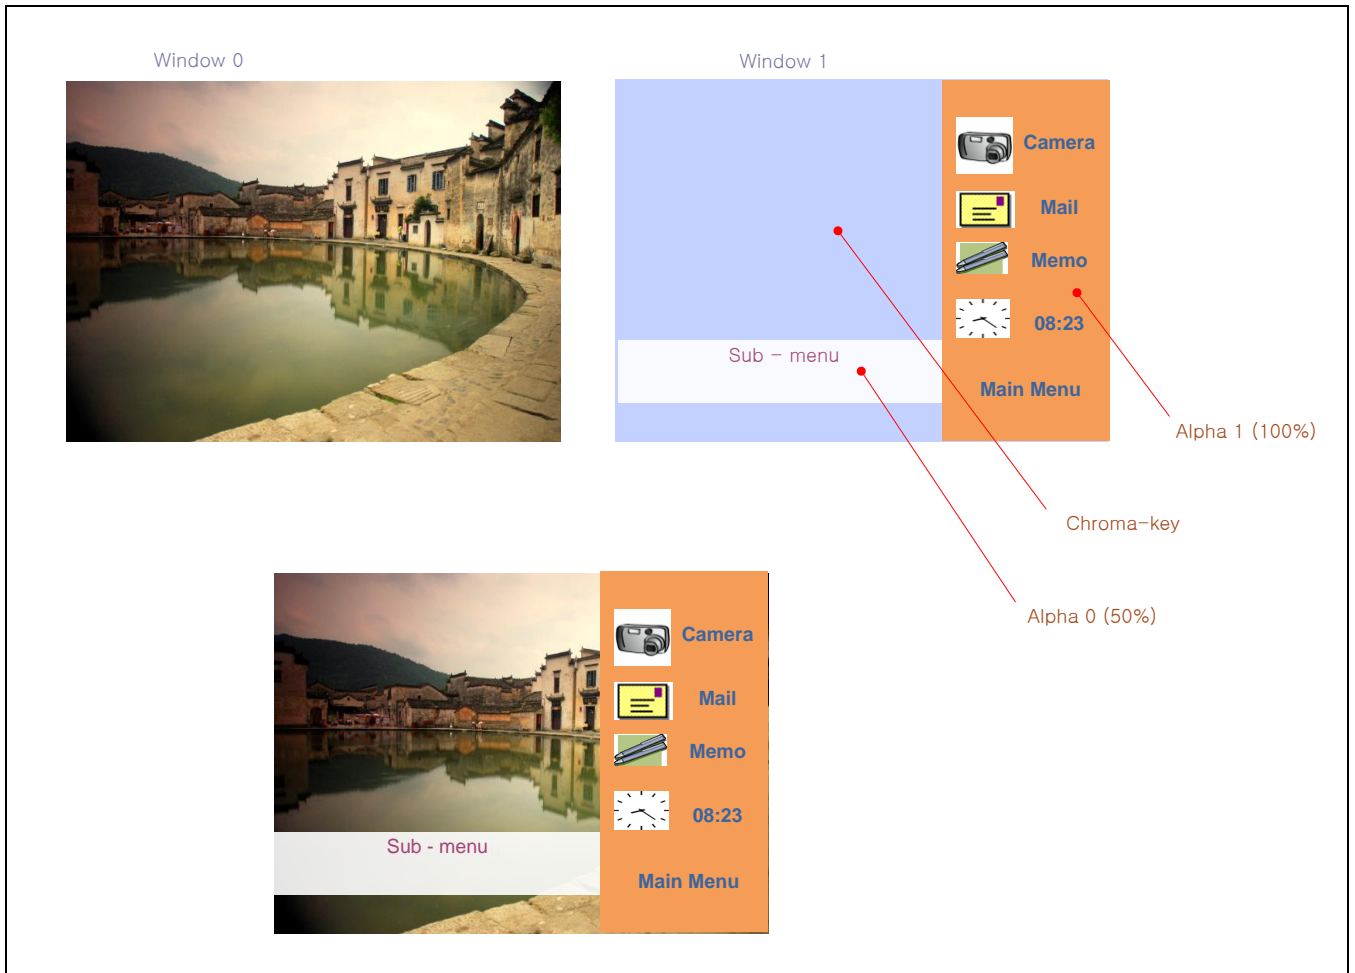 Window 0
Window 1
Camera
Mail
Memo
08:23
Sub - menu
Main Menu
Alpha 1 (100%)
Chroma-key
Alpha 0 (50%)
Camera
Mail
Memo
08:23
Sub - menu
Main Menu